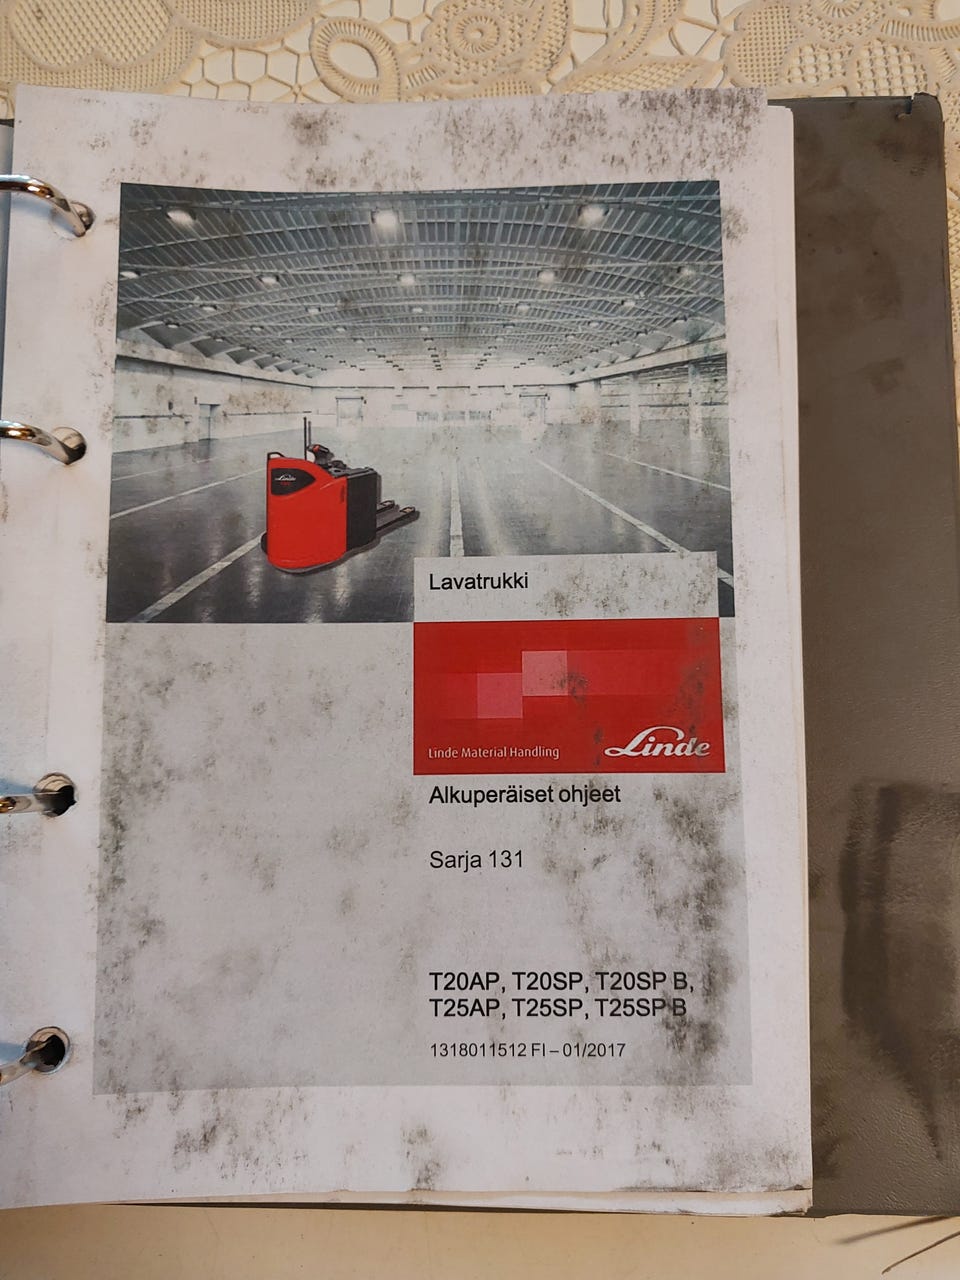 Linde
Lavatrukki
Linde Material Handling
Linde
Alkuperäiset ohjeet
Sarja 131
T20AP, T20SP, T20SP B,
T25AP, T25SP, T25SP B
1318011512 FI – 01/2017